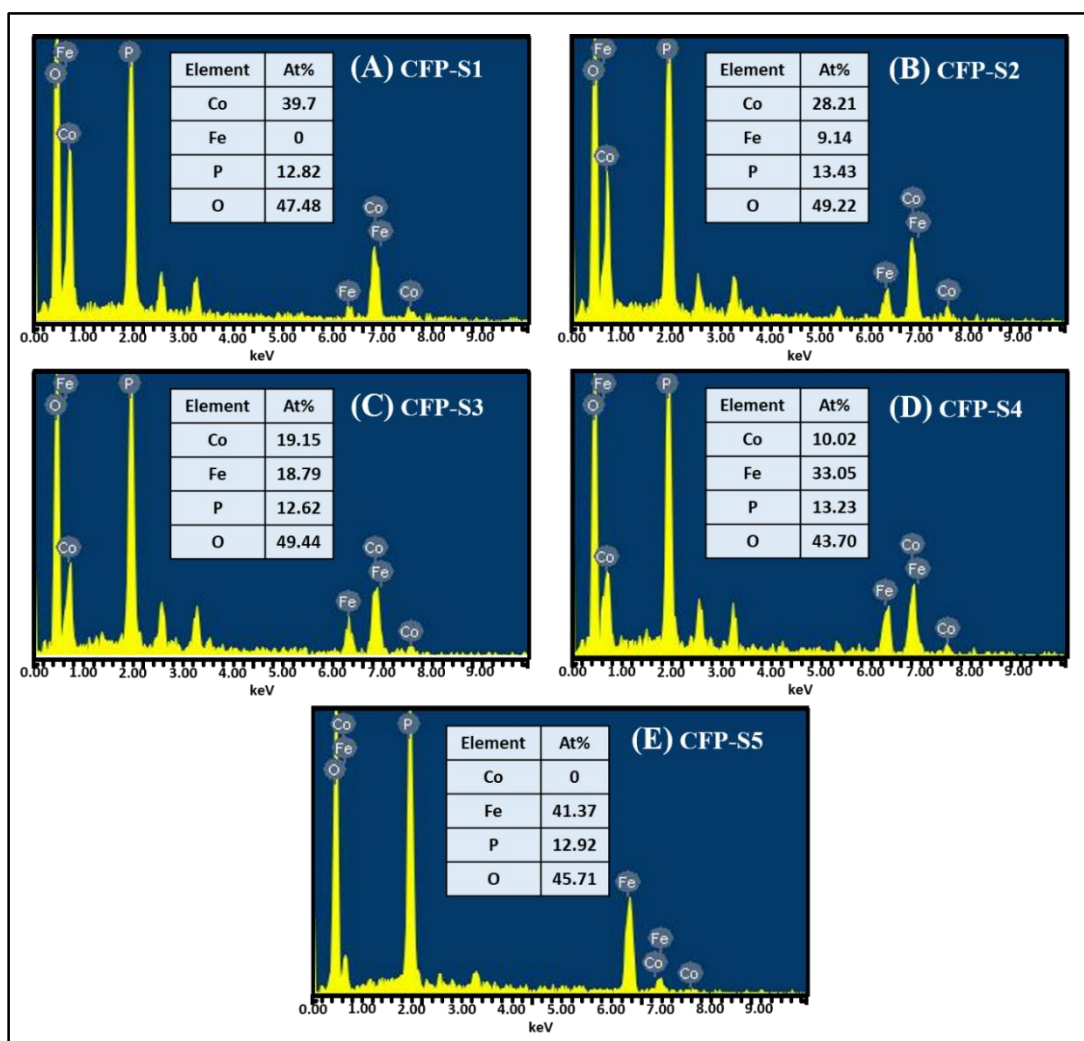 (A) CFP-S1
O Fe P
Co
Element At%
Co 39.7
Fe 0
P 12.82
O 47.48
Co
Fe
Fe Co
0.00 1.00 2.00 3.00 4.00 5.00 6.00 7.00 8.00 9.00
keV
(B) CFP-S2
O Fe P
Co
Element At%
Co 28.21
Fe 9.14
P 13.43
O 49.22
Co
Fe
Fe Co
0.00 1.00 2.00 3.00 4.00 5.00 6.00 7.00 8.00 9.00
keV
(C) CFP-S3
O Fe P
Co
Element At%
Co 19.15
Fe 18.79
P 12.62
O 49.44
Co
Fe
Fe Co
0.00 1.00 2.00 3.00 4.00 5.00 6.00 7.00 8.00 9.00
keV
(D) CFP-S4
O Fe P
Co
Element At%
Co 10.02
Fe 33.05
P 13.23
O 43.70
Co
Fe
Fe Co
0.00 1.00 2.00 3.00 4.00 5.00 6.00 7.00 8.00 9.00
keV
(E) CFP-S5
Co P
Fe
O
Element At%
Co 0
Fe 41.37
P 12.92
O 45.71
Fe
Fe
Co Co
0.00 1.00 2.00 3.00 4.00 5.00 6.00 7.00 8.00 9.00
keV